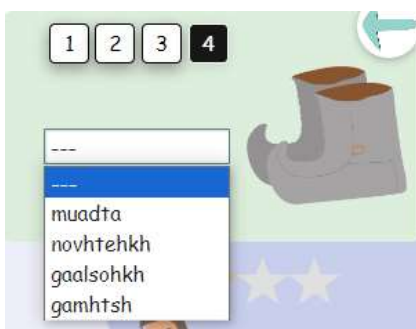 1 2 3 4
---
---
muadta
novhtehkh
gaalsohkh
gamhtsh